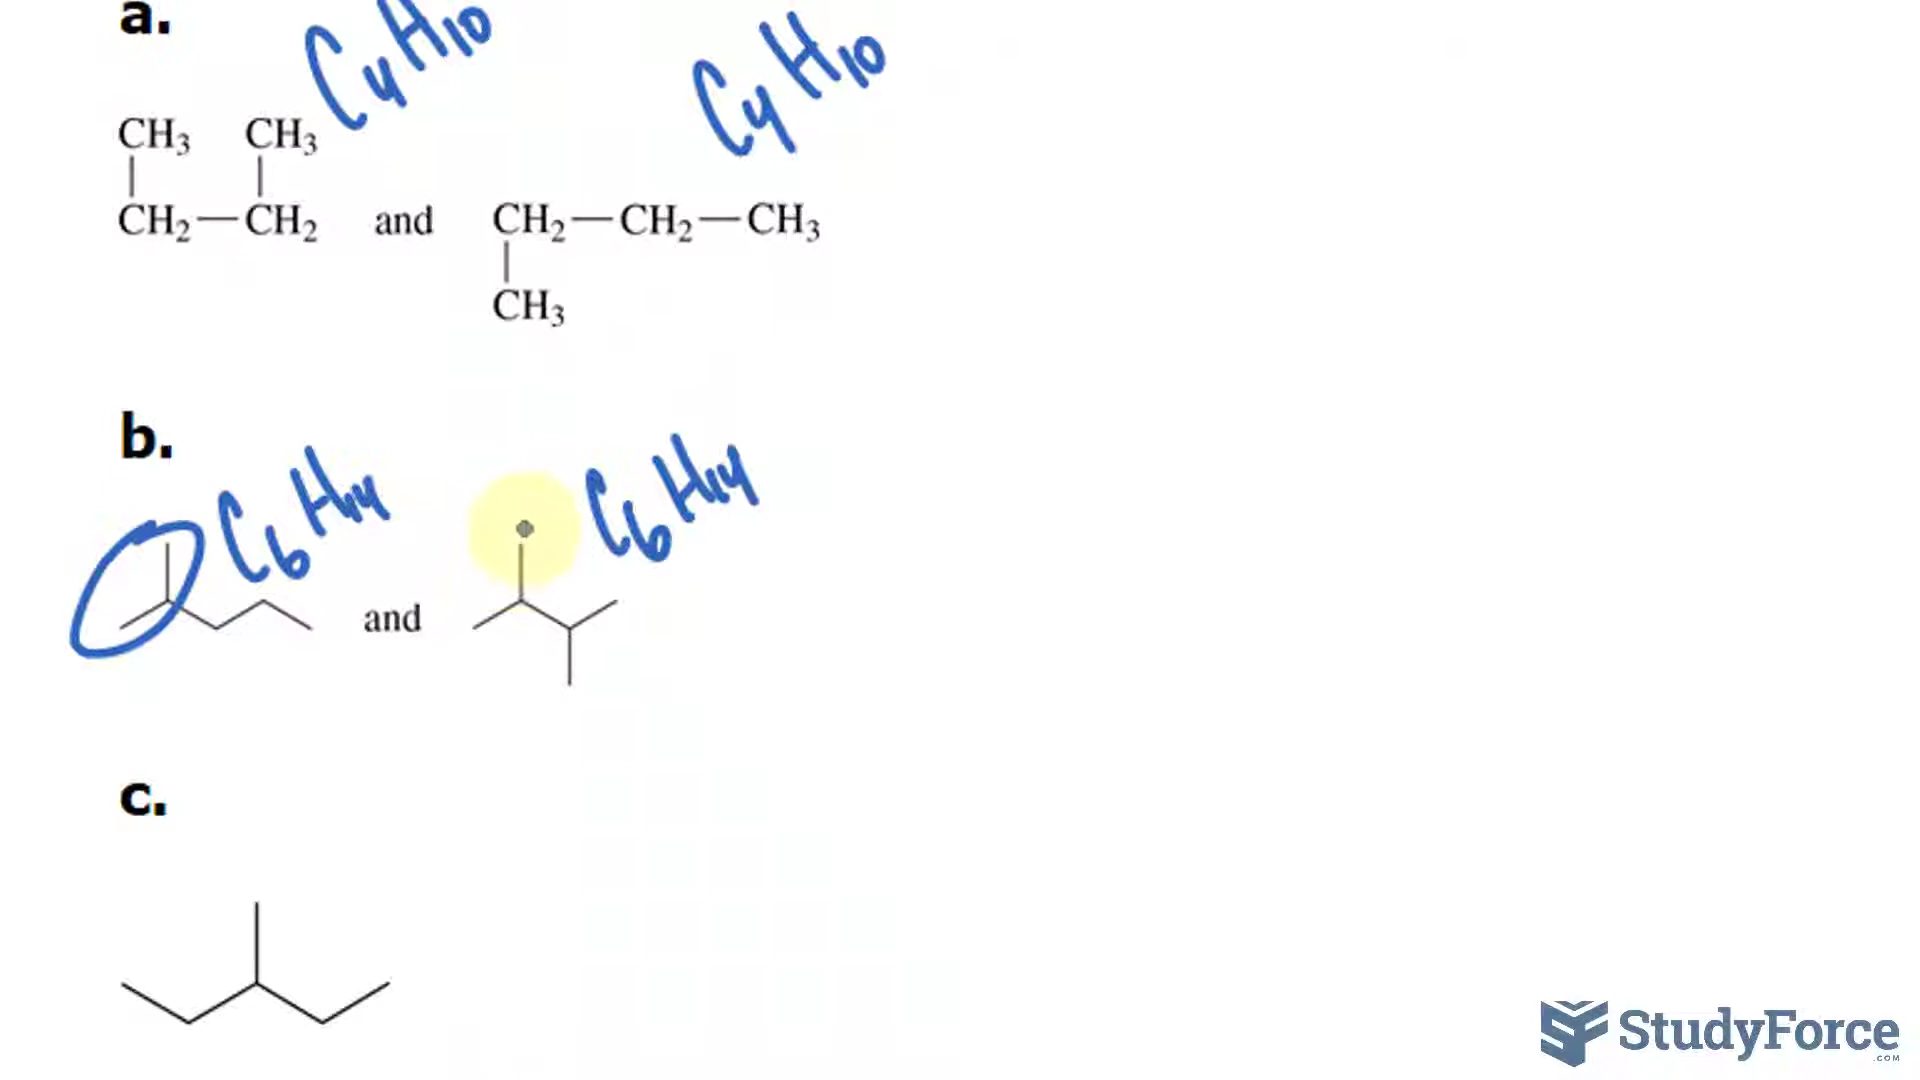 a.
C4H10 C4H10
CH₃ CH₃
CH₂—CH₂ and CH₂—CH₂—CH₃
CH₃
b.
C6H14 C6H14
and
c.
StudyForce
.COM